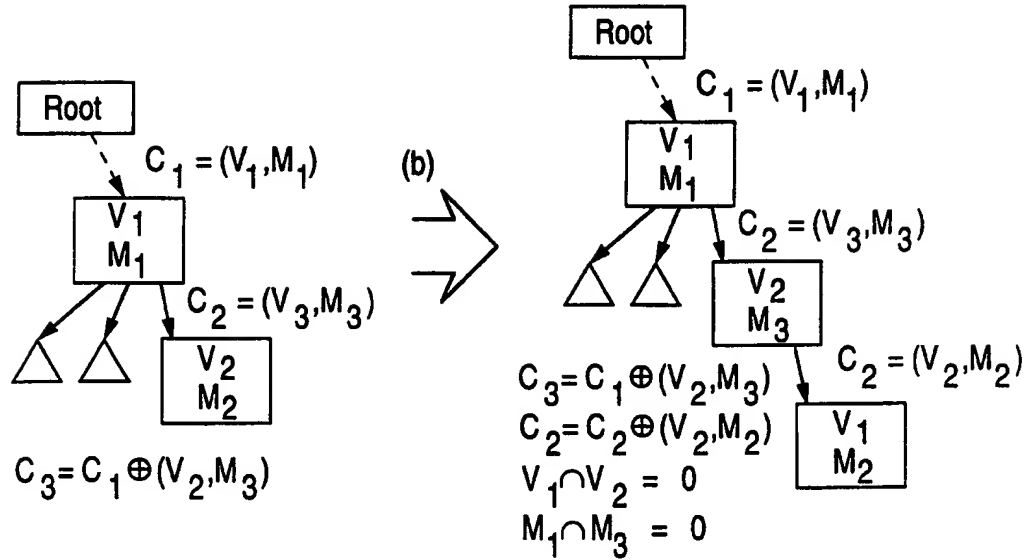 Root
C₁ = (V₁,M₁)
V₁
M₁
C₂ = (V₃,M₃)
V₂
M₂
C₃= C₁⊕(V₂,M₃)
(b)
Root
C₁ = (V₁,M₁)
V₁
M₁
C₂ = (V₃,M₃)
V₂
M₃
C₂ = (V₂,M₂)
V₁
M₂
C₃= C₁⊕(V₂,M₃)
C₂= C₂⊕(V₂,M₂)
V₁∩V₂ = 0
M₁∩M₃ = 0